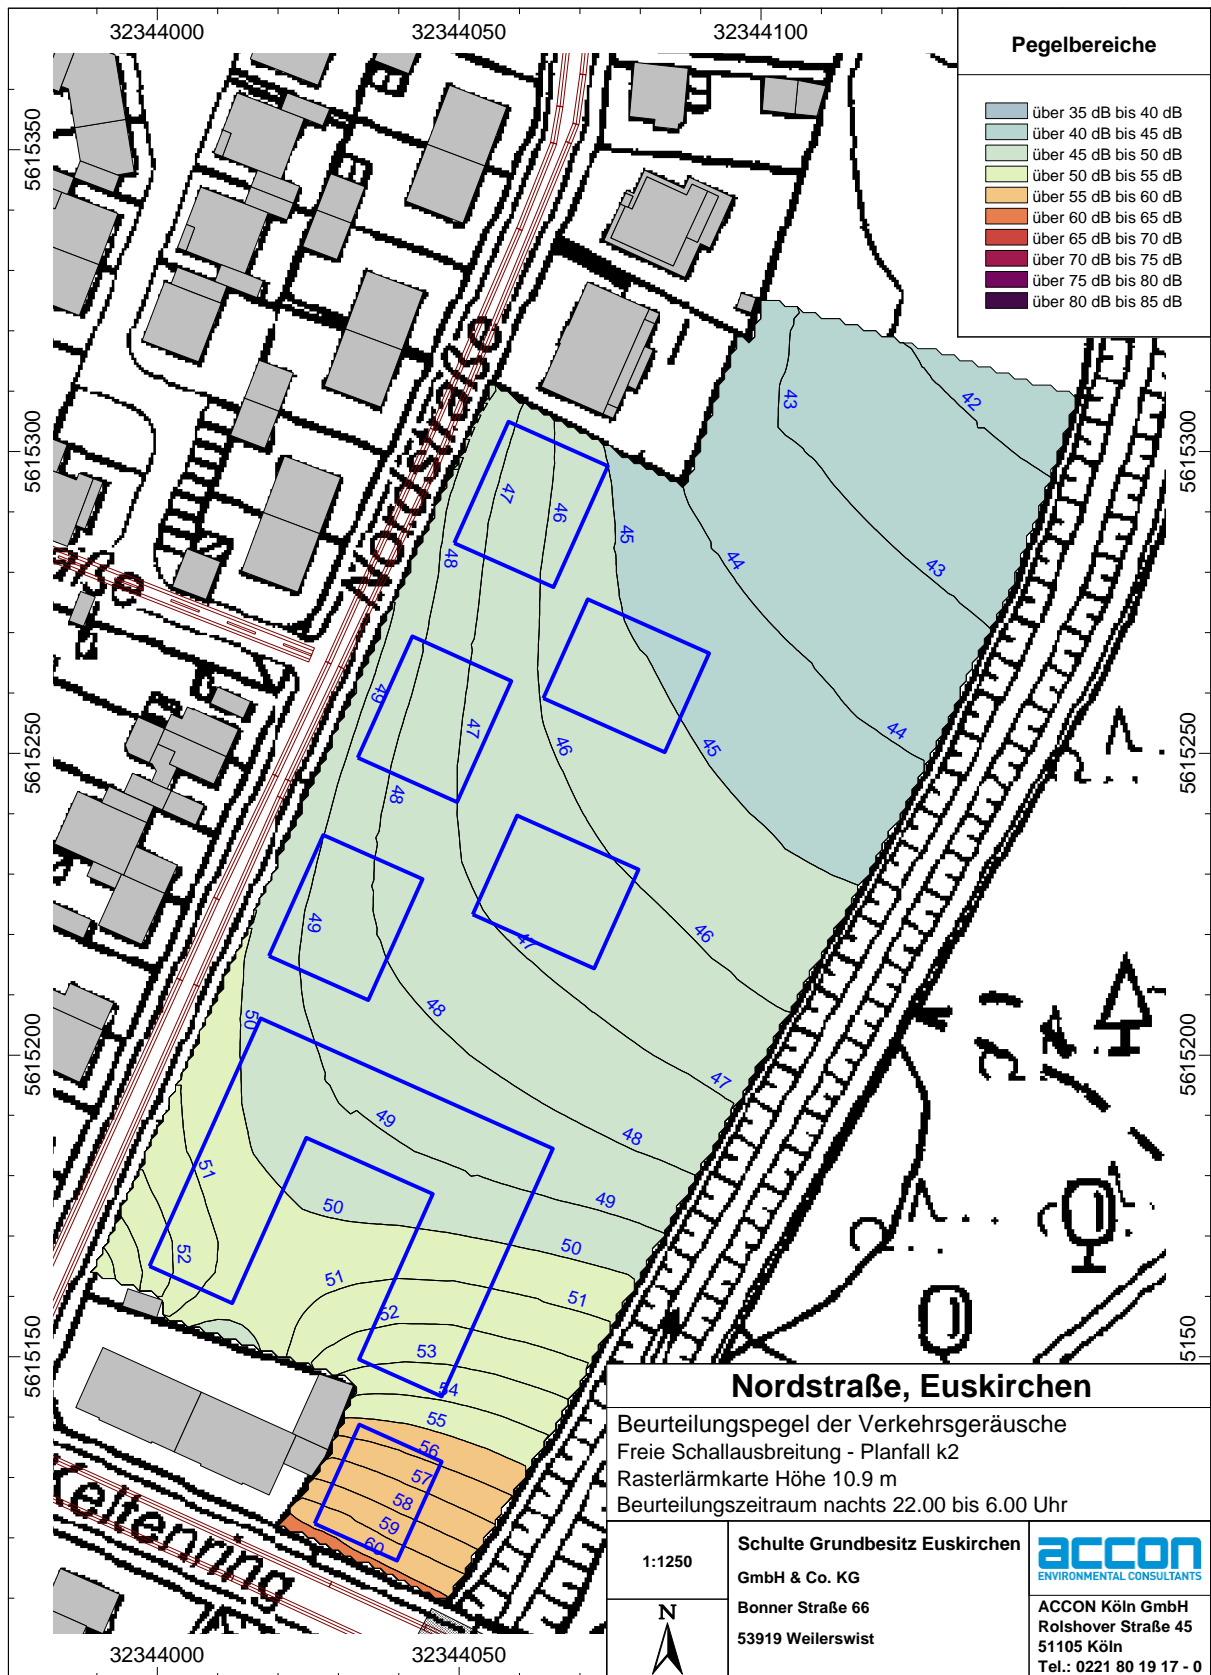 32344000
32344050
32344100
Pegelbereiche
über 35 dB bis 40 dB
über 40 dB bis 45 dB
über 45 dB bis 50 dB
über 50 dB bis 55 dB
über 55 dB bis 60 dB
über 60 dB bis 65 dB
über 65 dB bis 70 dB
über 70 dB bis 75 dB
über 75 dB bis 80 dB
über 80 dB bis 85 dB
5615350
5615300
5615300
5615250
5615250
5615200
5615200
5615150
5150
Nordstraße
aße
Keltenring
43
42
47
46
45
48
44
43
49
47
46
45
44
48
49
47
46
50
48
47
49
48
51
50
49
52
50
51
51
52
53
54
55
56
57
58
59
60
Nordstraße, Euskirchen
Beurteilungspegel der Verkehrsgeräusche
Freie Schallausbreitung - Planfall k2
Rasterlärmkarte Höhe 10.9 m
Beurteilungszeitraum nachts 22.00 bis 6.00 Uhr
1:1250
N
Schulte Grundbesitz Euskirchen
GmbH & Co. KG
Bonner Straße 66
53919 Weilerswist
accon
ENVIRONMENTAL CONSULTANTS
ACCON Köln GmbH
Rolshover Straße 45
51105 Köln
Tel.: 0221 80 19 17 - 0
32344000
32344050